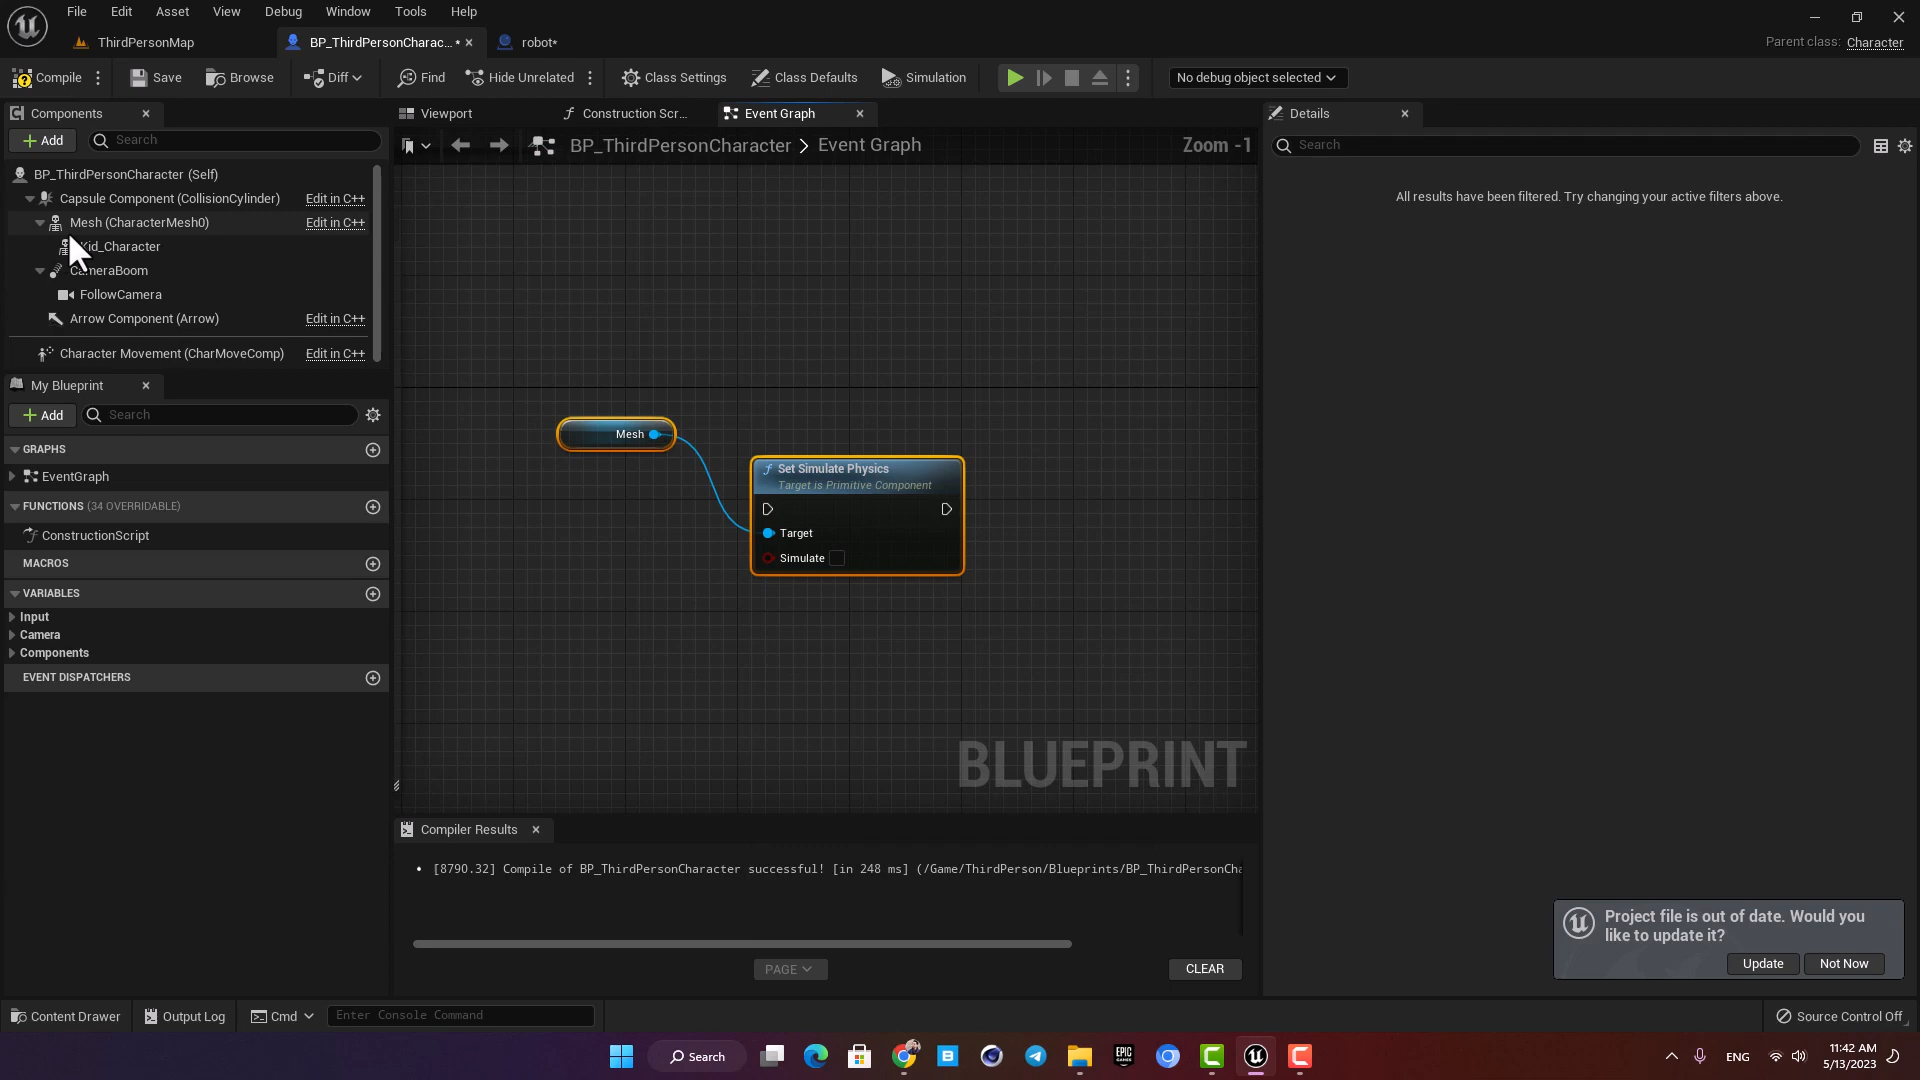 File Edit Asset View Debug Window Tools Help
ThirdPersonMap BP_ThirdPersonCharac... * robot*
Parent class: Character
Compile Save Browse Diff Find Hide Unrelated Class Settings Class Defaults Simulation No debug object selected
Components Viewport Construction Scr... Event Graph Details
Add Search
BP_ThirdPersonCharacter > Event Graph Zoom -1
Search
BP_ThirdPersonCharacter (Self)
Capsule Component (CollisionCylinder) Edit in C++
Mesh (CharacterMesh0) Edit in C++
Kid_Character
CameraBoom
FollowCamera
Arrow Component (Arrow) Edit in C++
Character Movement (CharMoveComp) Edit in C++
All results have been filtered. Try changing your active filters above.
My Blueprint
Add Search
GRAPHS
EventGraph
FUNCTIONS (34 OVERRIDABLE)
ConstructionScript
MACROS
VARIABLES
Input
Camera
Components
EVENT DISPATCHERS
Mesh
Set Simulate Physics
Target is Primitive Component
Target
Simulate
BLUEPRINT
Compiler Results
• [8790.32] Compile of BP_ThirdPersonCharacter successful! [in 248 ms] (/Game/ThirdPerson/Blueprints/BP_ThirdPersonCha
PAGE CLEAR
Project file is out of date. Would you
like to update it?
Update Not Now
Content Drawer Output Log Cmd Enter Console Command Source Control Off
Search EPIC GAMES ENG 11:42 AM
5/13/2023